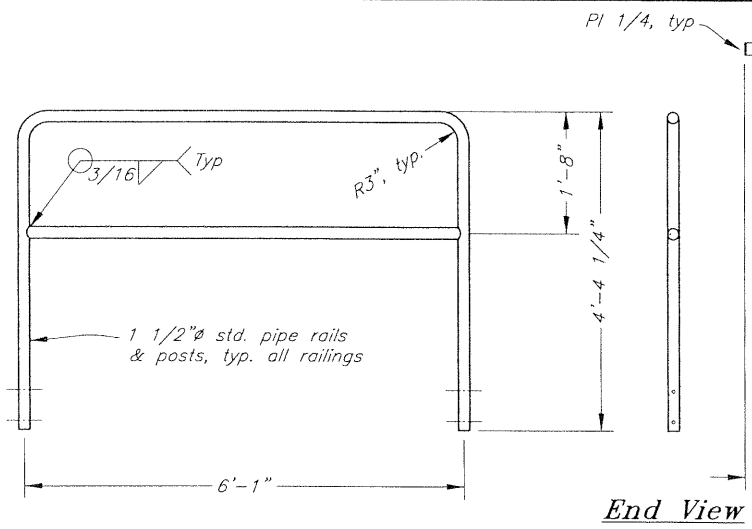 Pl 1/4, typ
Typ
3/16
R3", typ.
1'-8"
4'-4 1/4"
1 1/2"ø std. pipe rails
& posts, typ. all railings
6'-1"
End View